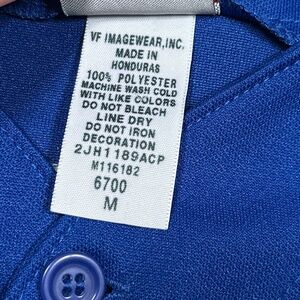 VF IMAGEWEAR,INC.
MADE IN
HONDURAS
100% POLYESTER
MACHINE WASH COLD
WITH LIKE COLORS
DO NOT BLEACH
LINE DRY
DO NOT IRON
DECORATION
2JH1189ACP
M116182
6700
M